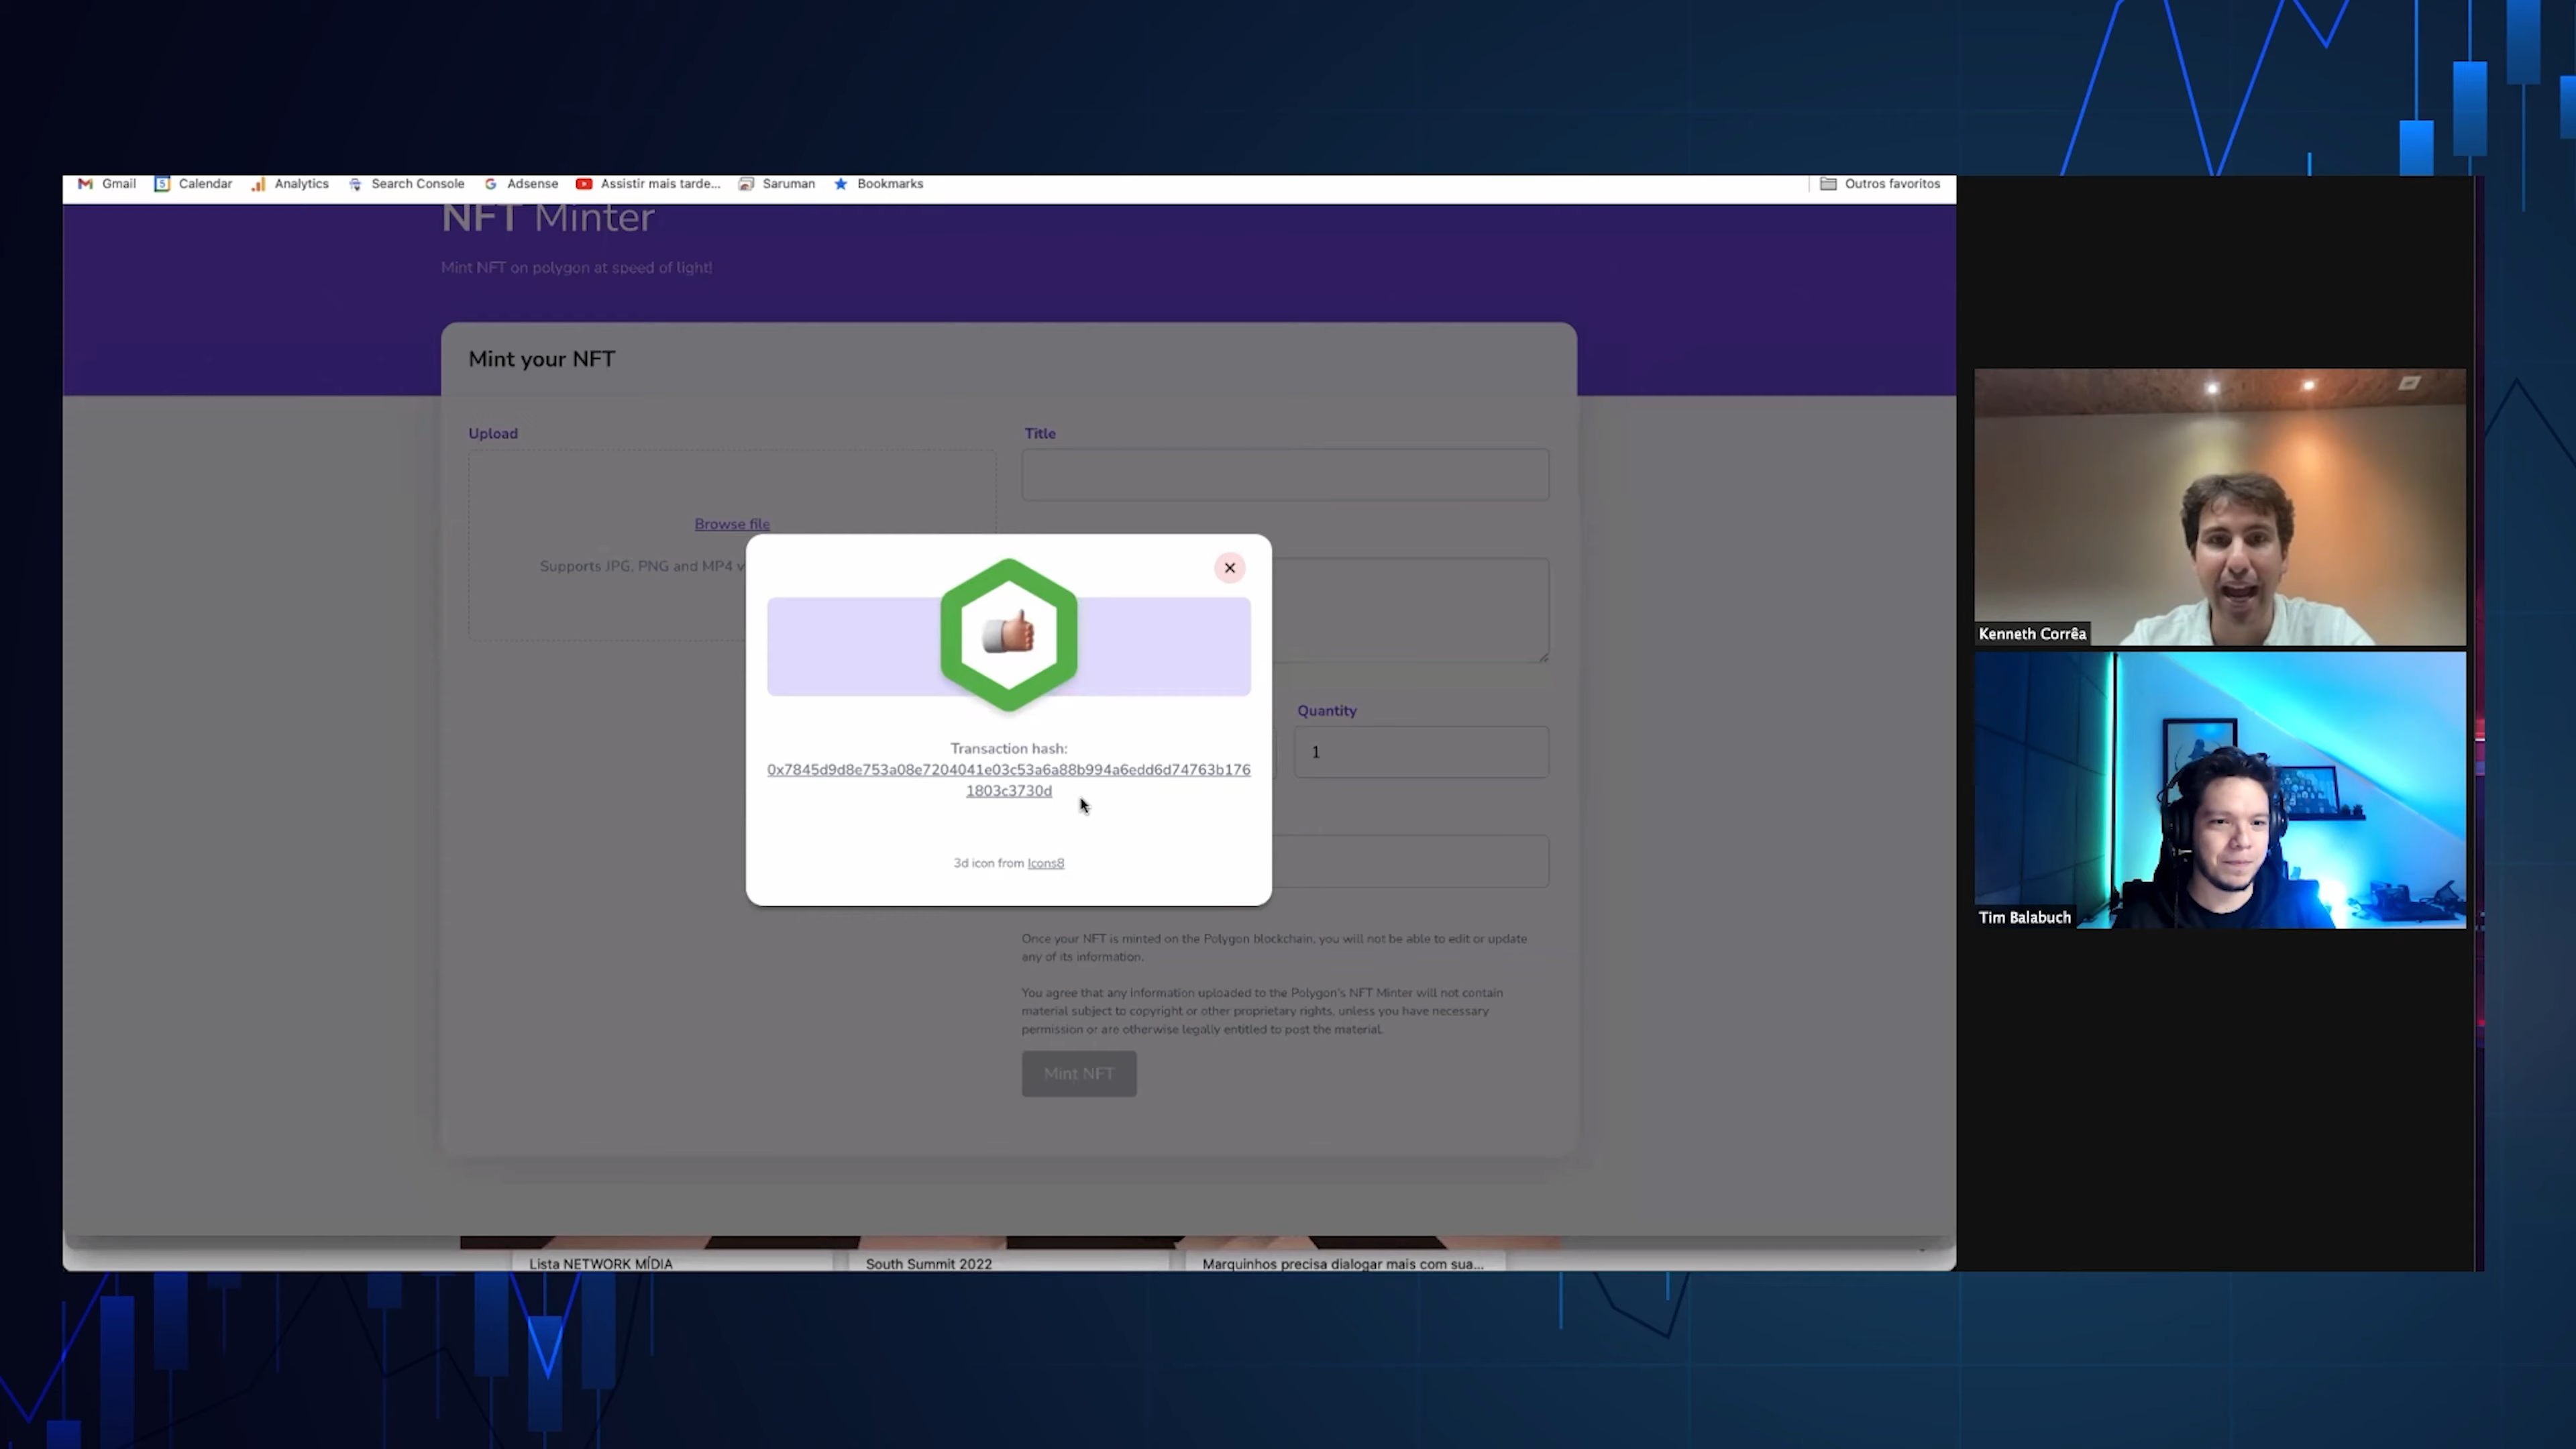 Gmail Calendar Analytics Search Console Adsense Assistir mais tarde... Saruman Bookmarks Outros favoritos
NFT Minter
Mint NFT on polygon at speed of light!
Mint your NFT
Upload
Browse file
Supports JPG, PNG and MP4 v
Title
Quantity
1
Transaction hash:
0x7845d9d8e753a08e7204041e03c53a6a88b994a6edd6d74763b176
1803c3730d
3d icon from Icons8
Once your NFT is minted on the Polygon blockchain, you will not be able to edit or update
any of its information.
You agree that any information uploaded to the Polygon's NFT Minter will not contain
material subject to copyright or other proprietary rights, unless you have necessary
permission or are otherwise legally entitled to post the material.
Mint NFT
Lista NETWORK MÍDIA
South Summit 2022
Marquinhos precisa dialogar mais com sua...
Kenneth Corrêa
Tim Balabuch